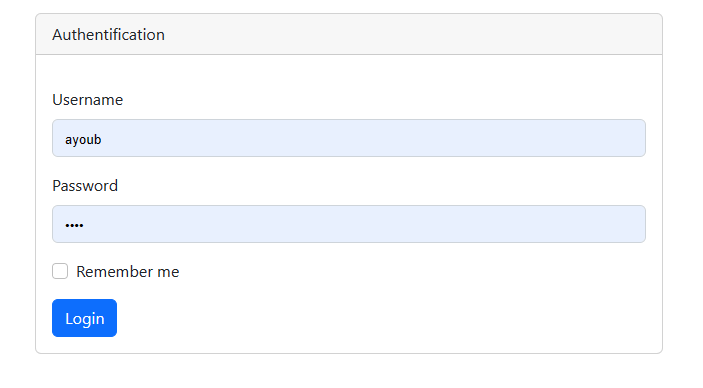 Authentification
Username
ayoub
Password
••••
Remember me
Login